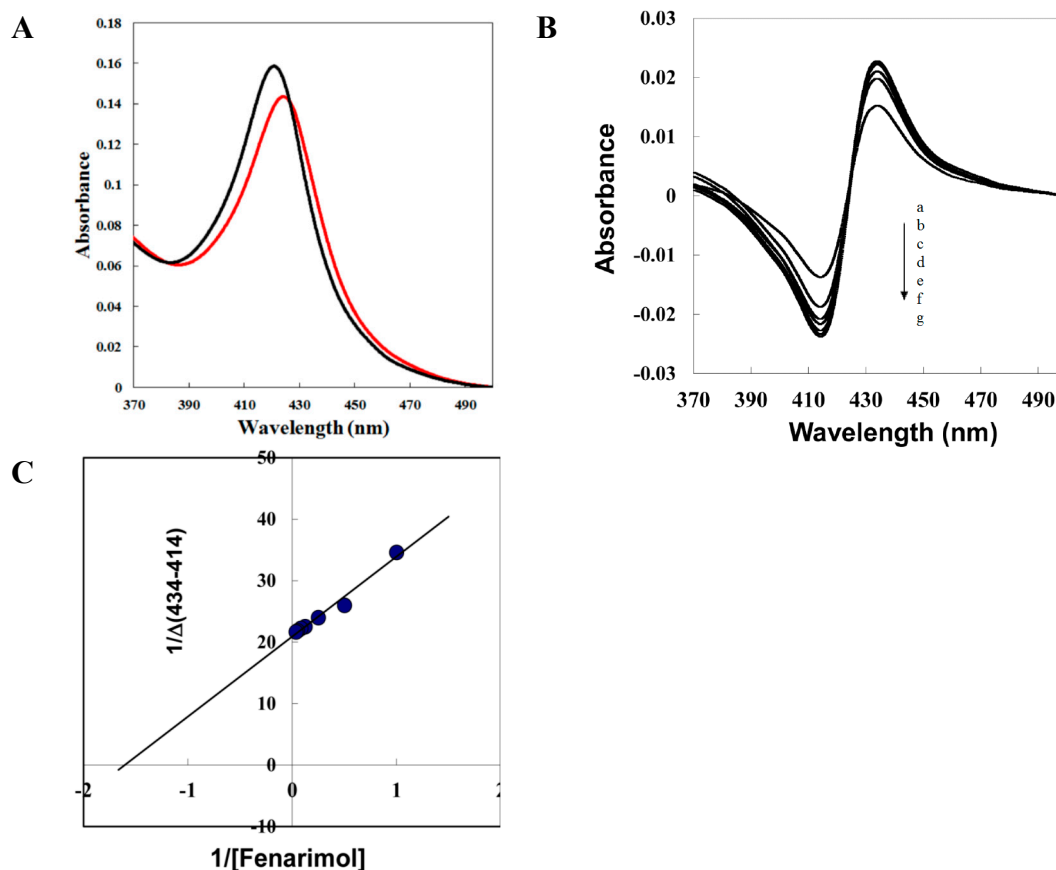 A
0.18
0.16
0.14
0.12
0.1
0.08
0.06
0.04
0.02
0
Absorbance
370 390 410 430 450 470 490
Wavelength (nm)
B
0.03
0.02
0.01
0
-0.01
-0.02
-0.03
Absorbance
a
b
c
d
e
f
g
370 390 410 430 450 470 490
Wavelength (nm)
C
50
40
30
20
10
0
-10
1/Δ(434-414)
-2 -1 0 1 2
1/[Fenarimol]